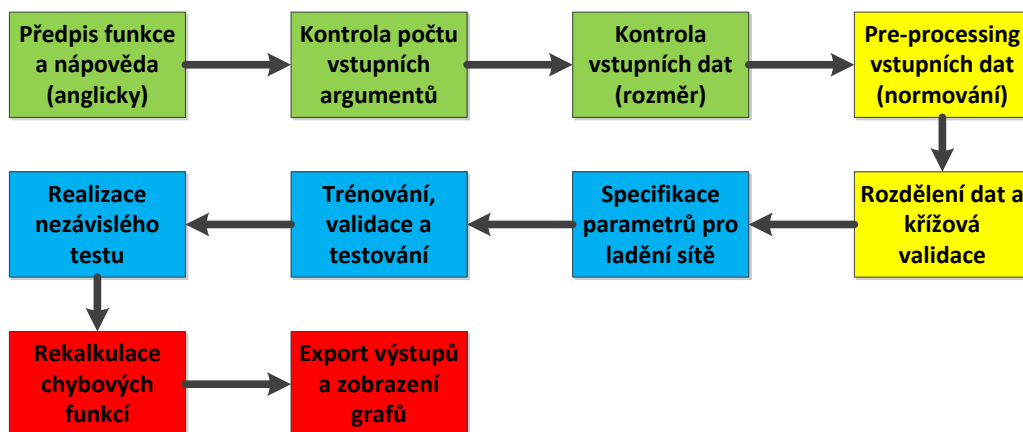 Předpis funkce
a nápověda
(anglicky)
Kontrola počtu
vstupních
argumentů
Kontrola
vstupních dat
(rozměr)
Pre-processing
vstupních dat
(normování)
Rozdělení dat a
křížová
validace
Specifikace
parametrů pro
ladění sítě
Trénování,
validace a
testování
Realizace
nezávislého
testu
Rekalkulace
chybových
funkcí
Export výstupů
a zobrazení
grafů